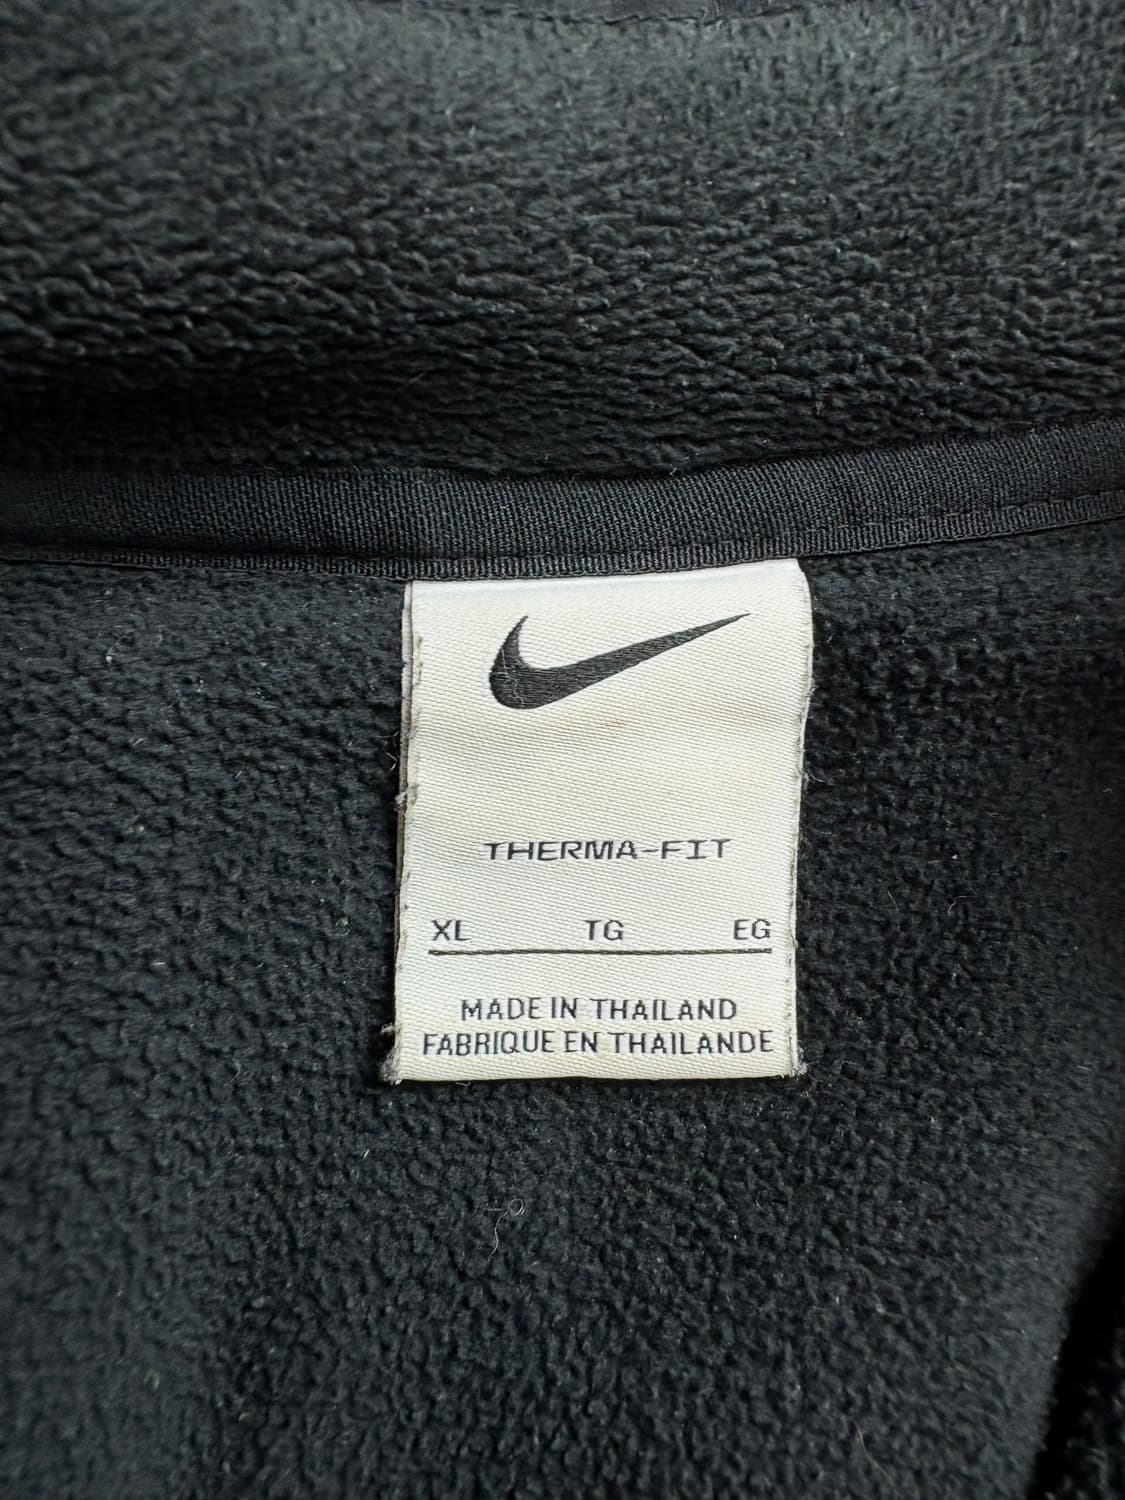 THERMA-FIT
XL TG EG
MADE IN THAILAND
FABRIQUE EN THAILANDE